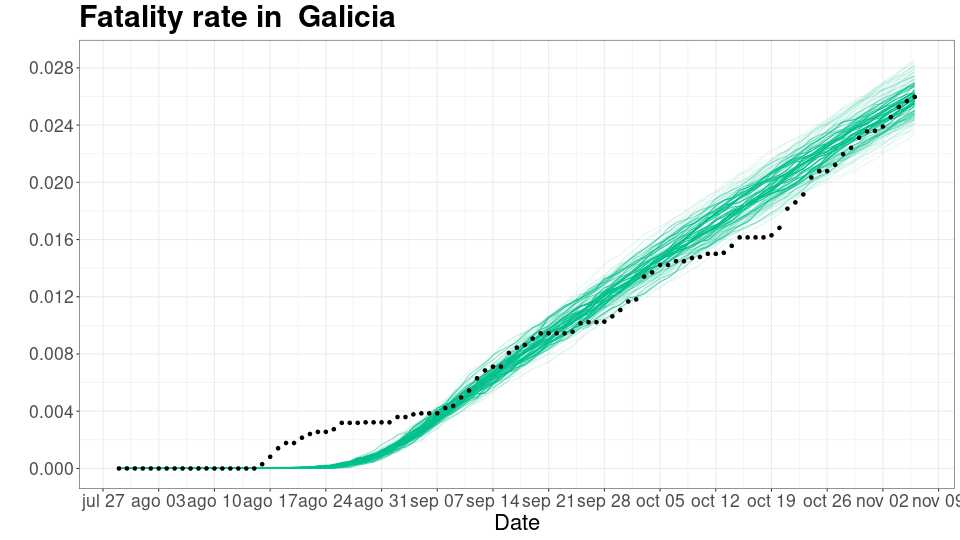 Fatality rate in  Galicia
0.028
0.024
0.020
0.016
0.012
0.008
0.004
0.000
jul 27 ago 03 ago 10 ago 17 ago 24 ago 31 sep 07 sep 14 sep 21 sep 28 oct 05 oct 12 oct 19 oct 26 nov 02 nov 09
Date